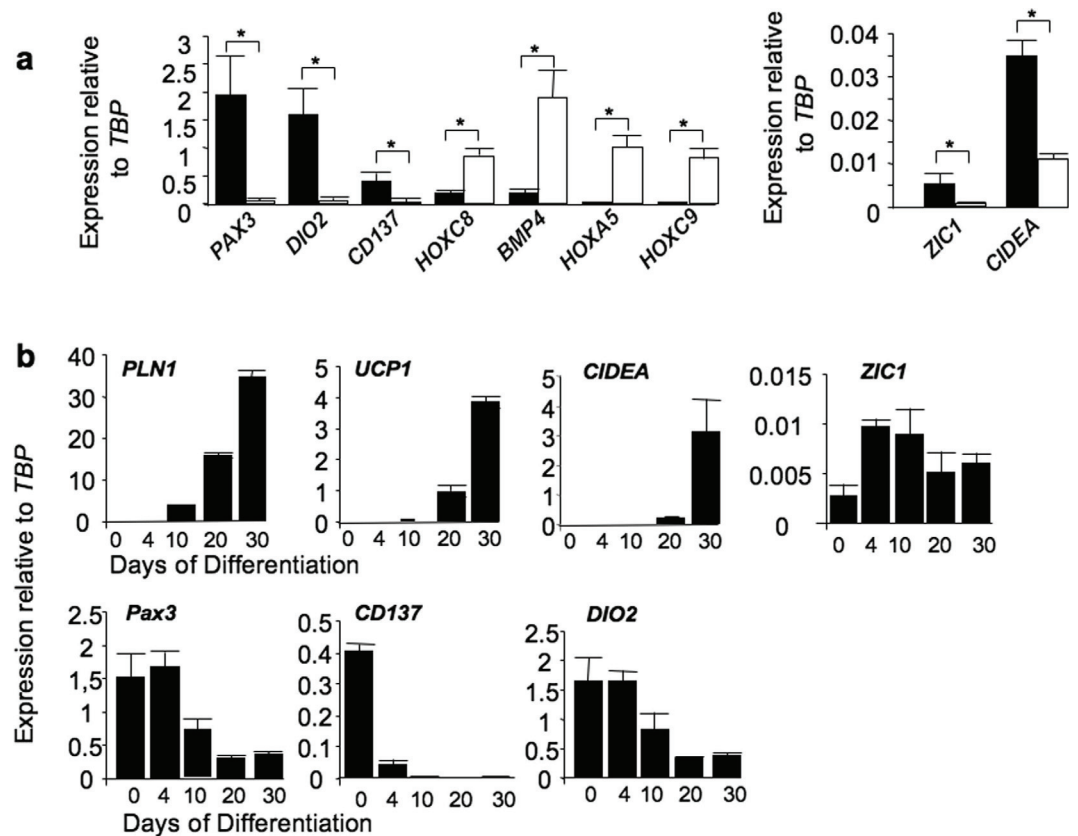 a
Expression relative
to TBP
3
2.5
2
1.5
1
0.5
0
* * * * * * *
PAX3 DIO2 CD137 HOXC8 BMP4 HOXA5 HOXC9
Expression relative
to TBP
0.04
0.03
0.01
0.01
0
* *
ZIC1 CIDEA
b
Expression relative to TBP
PLN1
40
30
20
10
0
0 4 10 20 30
Days of Differentiation
UCP1
5
4
3
2
1
0
0 4 10 20 30
CIDEA
5
4
3
2
1
0
0 4 10 20 30
ZIC1
0.015
0.01
0.005
0
0 4 10 20 30
Pax3
2.5
2
1.5
1
0.5
0
0 4 10 20 30
Days of Differentiation
CD137
0.5
0.4
0.3
0.2
0.1
0
0 4 10 20 30
DIO2
2.5
2
1.5
1
0.5
0
0 4 10 20 30